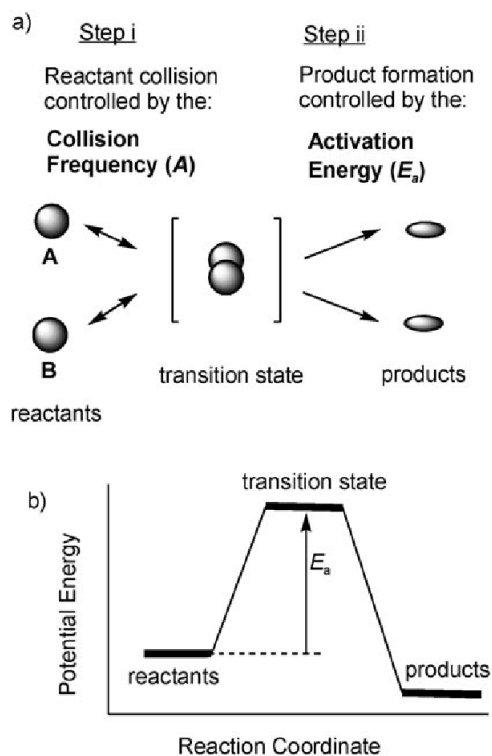 a)
Step i
Step ii
Reactant collision
controlled by the:
Product formation
controlled by the:
Collision
Frequency (A)
Activation
Energy (Ea)
A
B
reactants
transition state
products
b)
transition state
Ea
reactants
products
Potential Energy
Reaction Coordinate